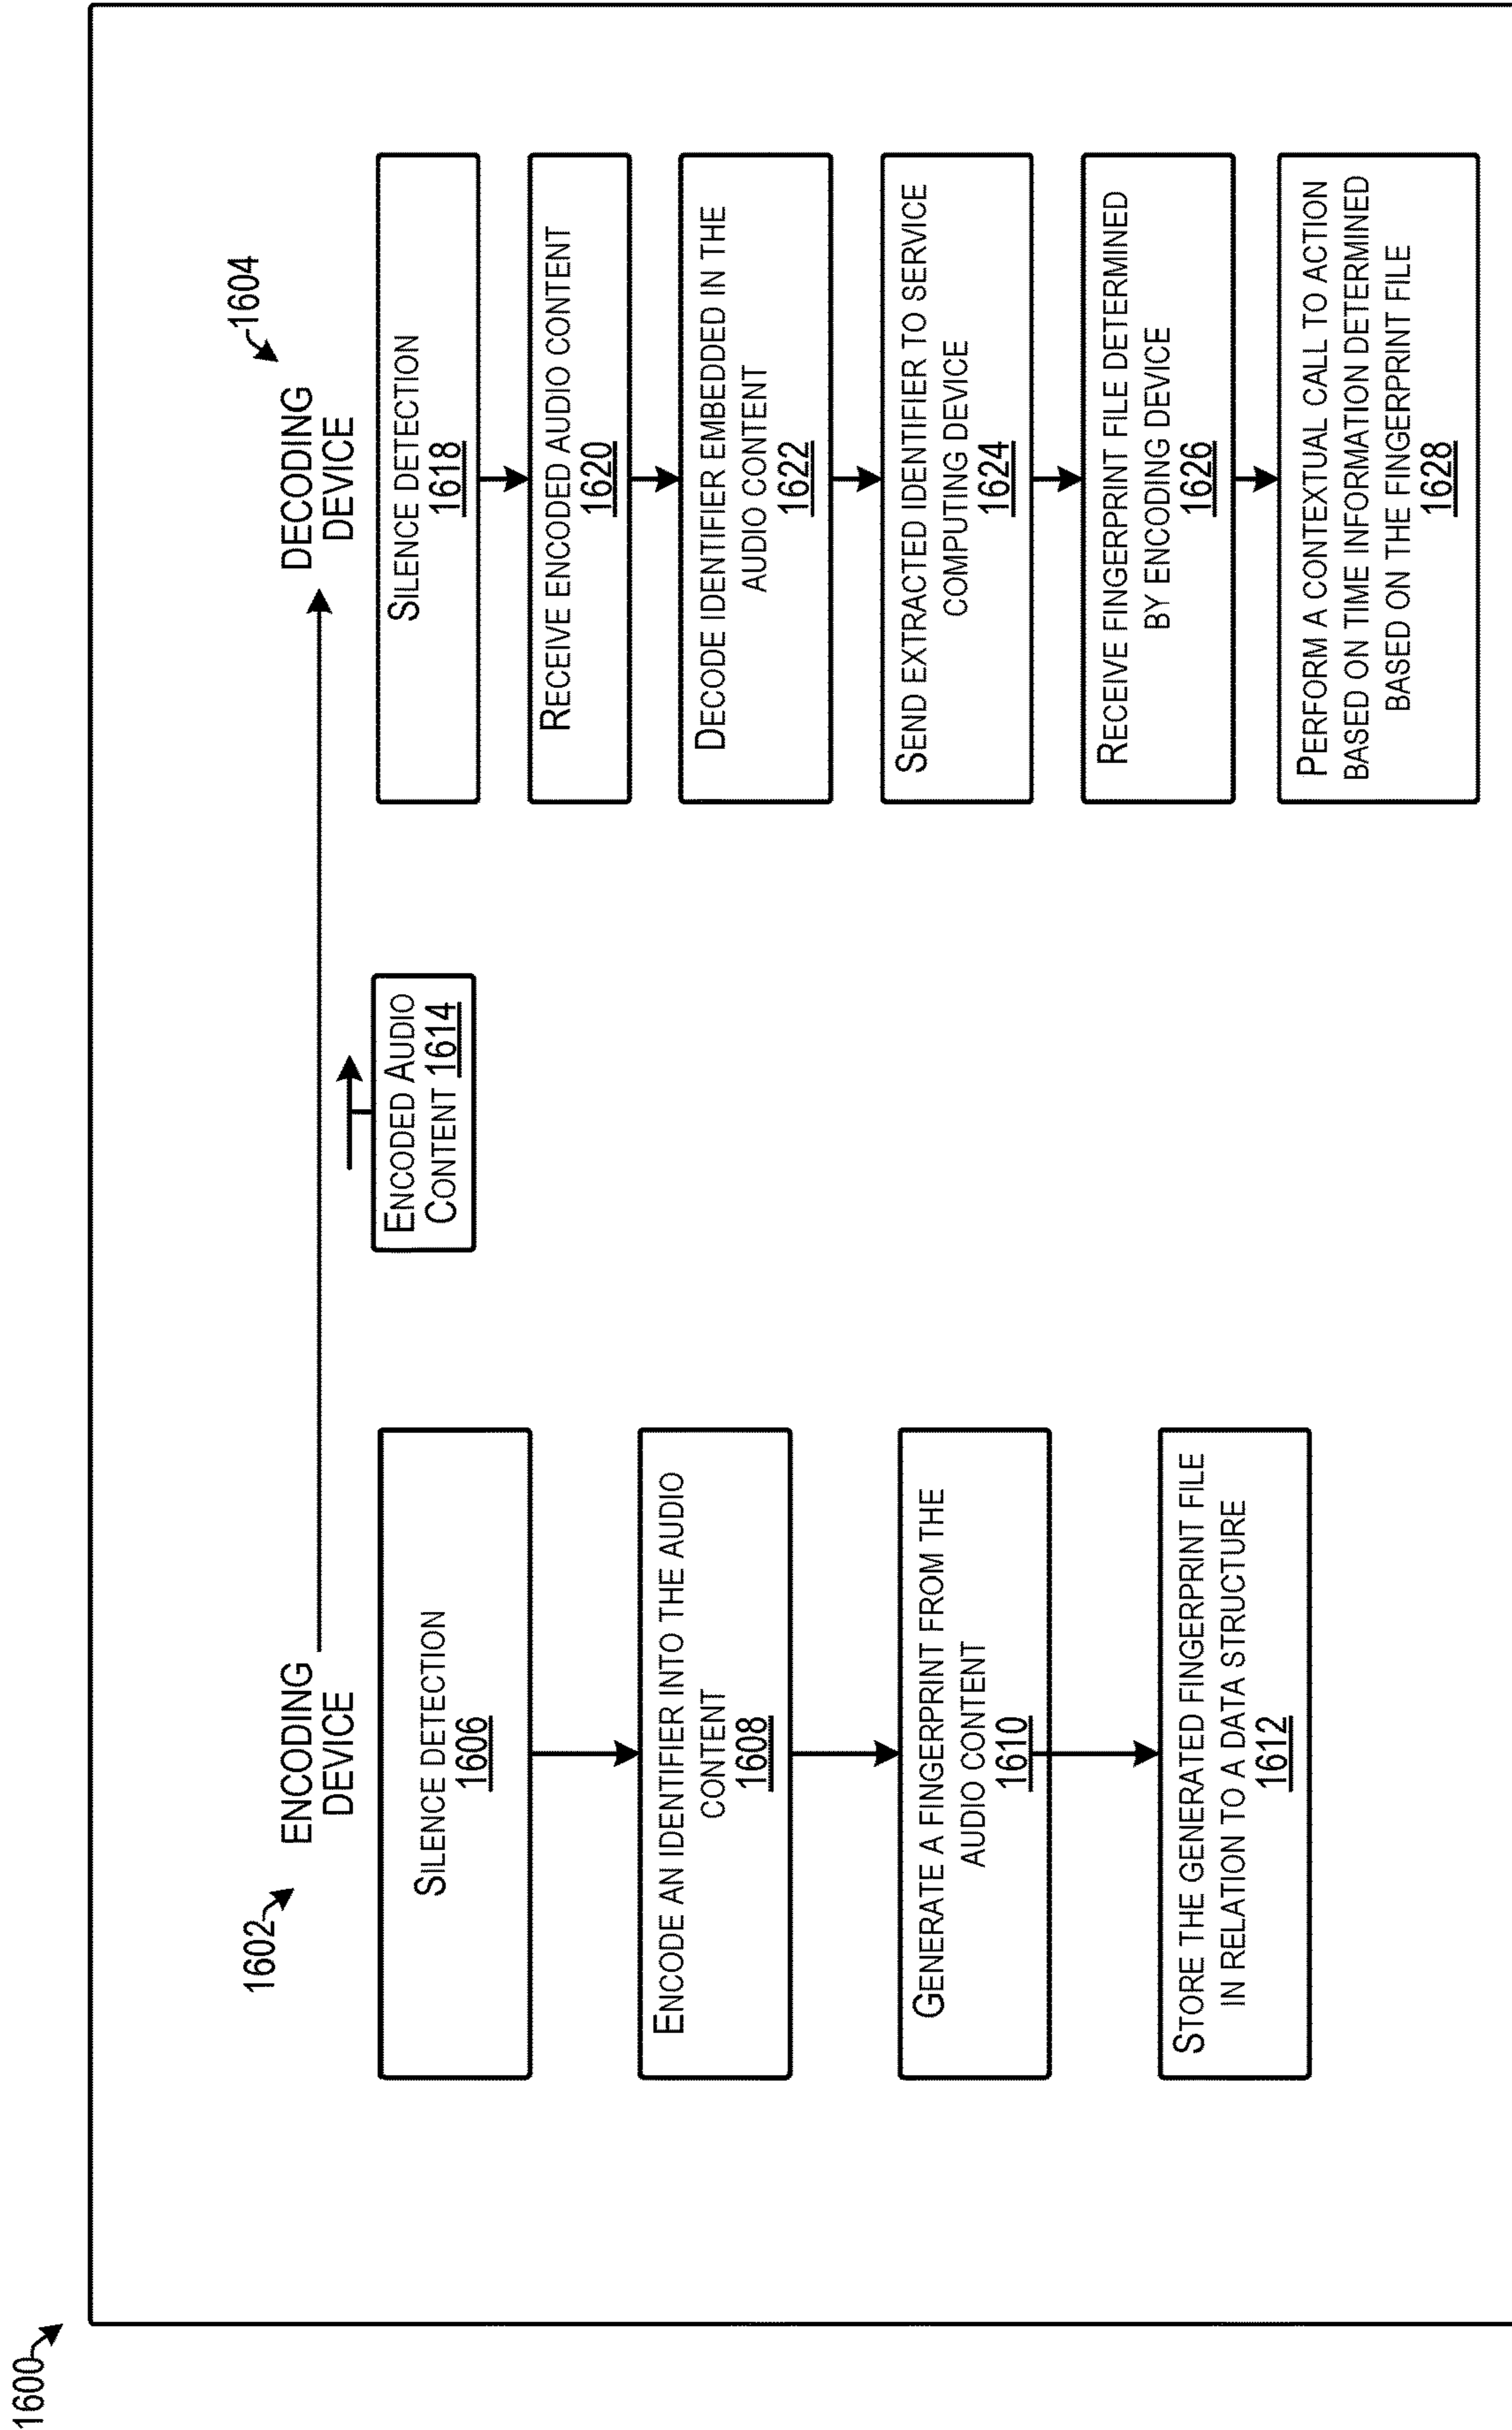 1600
1602
ENCODING
DEVICE
SILENCE DETECTION
1606
ENCODE AN IDENTIFIER INTO THE AUDIO
CONTENT
1608
GENERATE A FINGERPRINT FROM THE
AUDIO CONTENT
1610
STORE THE GENERATED FINGERPRINT FILE
IN RELATION TO A DATA STRUCTURE
1612
ENCODED AUDIO
CONTENT 1614
1604
DECODING
DEVICE
SILENCE DETECTION
1618
RECEIVE ENCODED AUDIO CONTENT
1620
DECODE IDENTIFIER EMBEDDED IN THE
AUDIO CONTENT
1622
SEND EXTRACTED IDENTIFIER TO SERVICE
COMPUTING DEVICE
1624
RECEIVE FINGERPRINT FILE DETERMINED
BY ENCODING DEVICE
1626
PERFORM A CONTEXTUAL CALL TO ACTION
BASED ON TIME INFORMATION DETERMINED
BASED ON THE FINGERPRINT FILE
1628